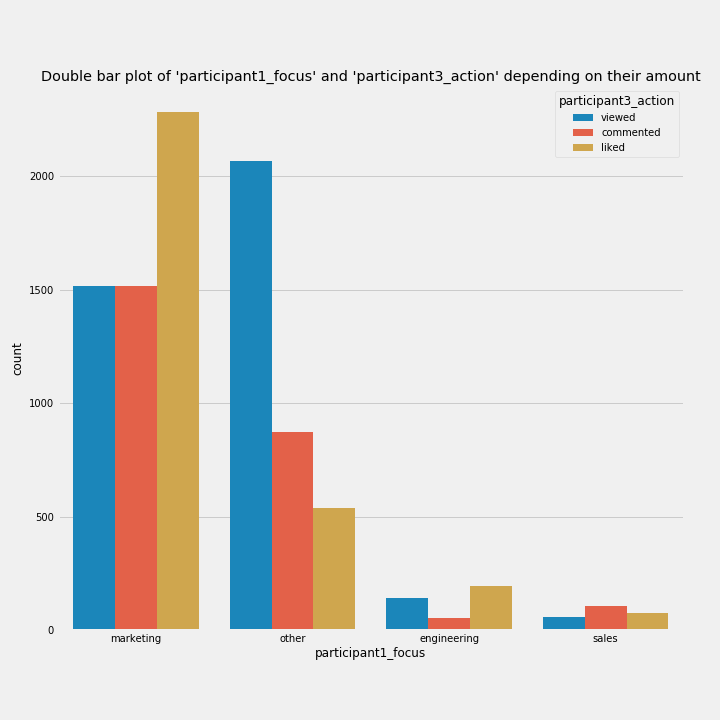 Double bar plot of 'participant1_focus' and 'participant3_action' depending on their amount
participant3_action
viewed
commented
liked
2000
1500
1000
500
0
count
marketing other engineering sales
participant1_focus